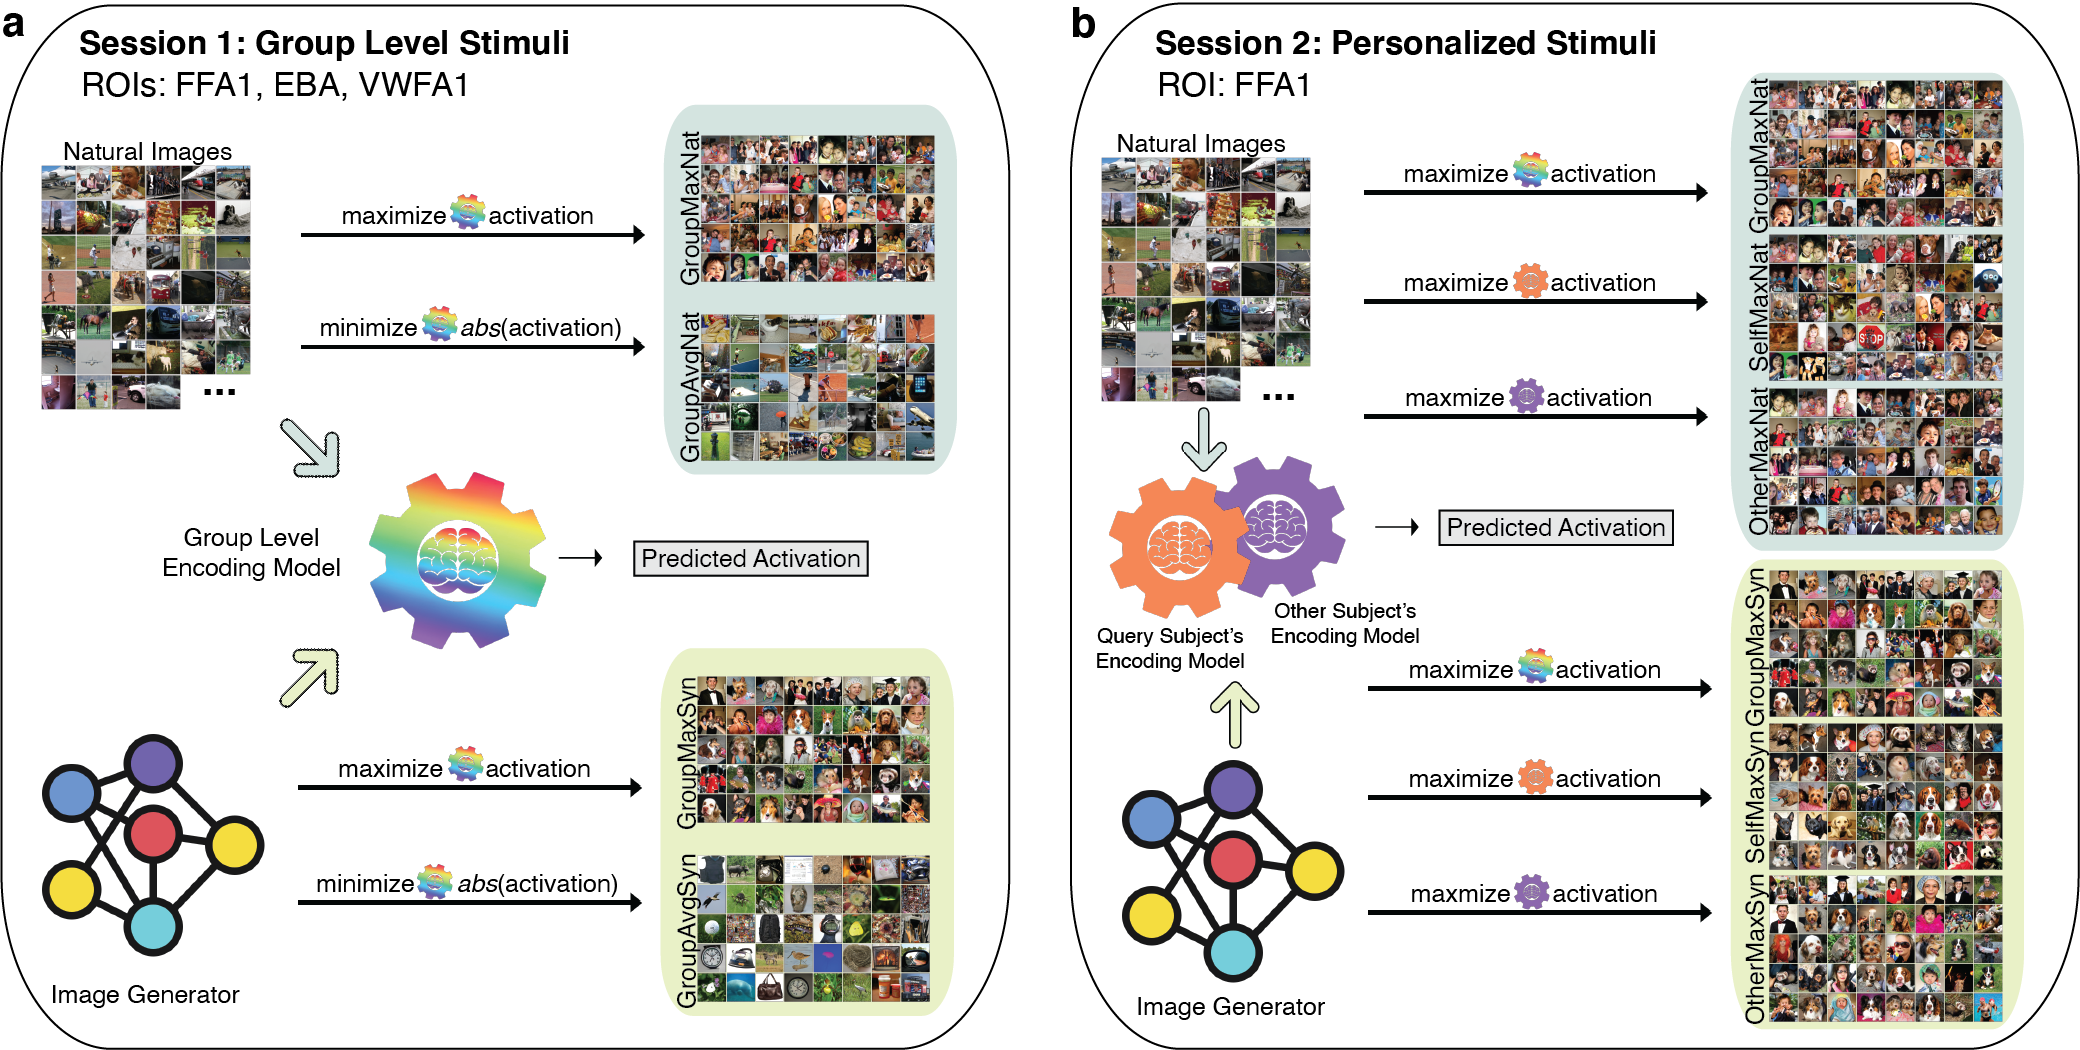 a
Session 1: Group Level Stimuli
ROIs: FFA1, EBA, VWFA1
Natural Images
...
maximize activation
minimize abs(activation)
GroupMaxNat
GroupAvgNat
Group Level
Encoding Model
Predicted Activation
maximize activation
minimize abs(activation)
GroupMaxSyn
GroupAvgSyn
Image Generator
b
Session 2: Personalized Stimuli
ROI: FFA1
Natural Images
...
maximize activation
maximize activation
maxmize activation
GroupMaxNat
SelfMaxNat
STOP
OtherMaxNat
Predicted Activation
Other Subject's
Encoding Model
Query Subject's
Encoding Model
maximize activation
maximize activation
maxmize activation
GroupMaxSyn
SelfMaxSyn
OtherMaxSyn
Image Generator